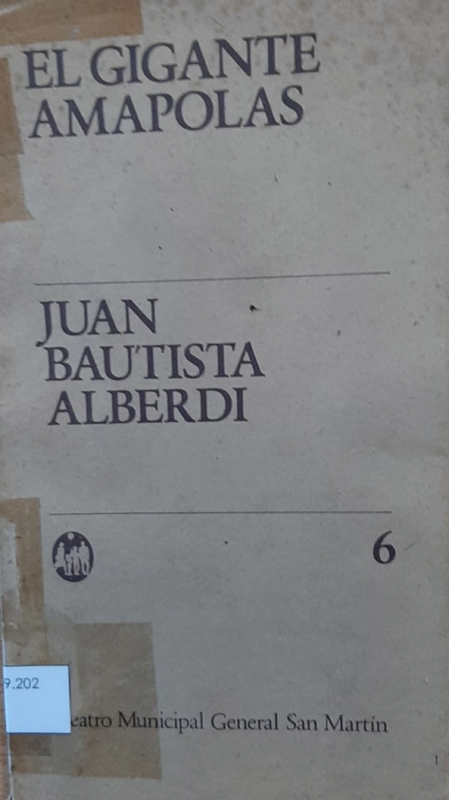 EL GIGANTE
AMAPOLAS
JUAN
BAUTISTA
ALBERDI
6
9.202
eatro Municipal General San Martín